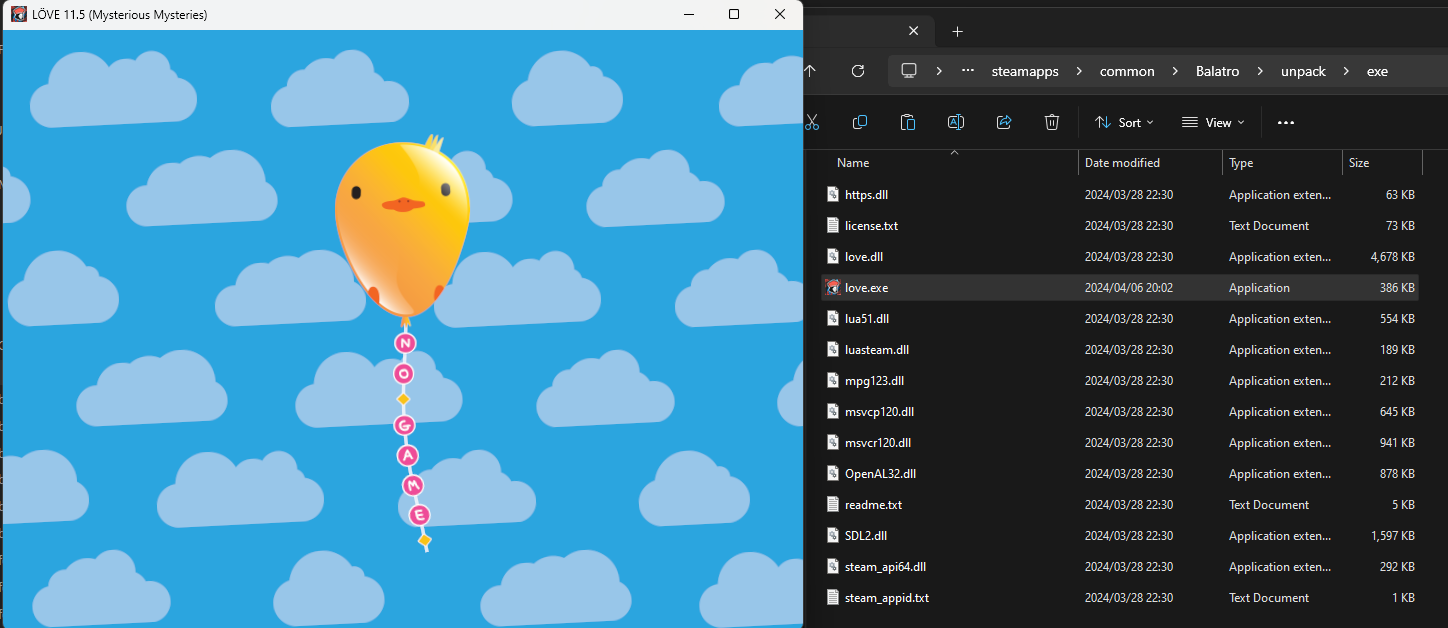 LÖVE 11.5 (Mysterious Mysteries)
NO GAME
steamapps > common > Balatro > unpack > exe
Sort View
Name Date modified Type Size
https.dll 2024/03/28 22:30 Application exten... 63 KB
license.txt 2024/03/28 22:30 Text Document 73 KB
love.dll 2024/03/28 22:30 Application exten... 4,678 KB
love.exe 2024/04/06 20:02 Application 386 KB
lua51.dll 2024/03/28 22:30 Application exten... 554 KB
luasteam.dll 2024/03/28 22:30 Application exten... 189 KB
mpg123.dll 2024/03/28 22:30 Application exten... 212 KB
msvcp120.dll 2024/03/28 22:30 Application exten... 645 KB
msvcr120.dll 2024/03/28 22:30 Application exten... 941 KB
OpenAL32.dll 2024/03/28 22:30 Application exten... 878 KB
readme.txt 2024/03/28 22:30 Text Document 5 KB
SDL2.dll 2024/03/28 22:30 Application exten... 1,597 KB
steam_api64.dll 2024/03/28 22:30 Application exten... 292 KB
steam_appid.txt 2024/03/28 22:30 Text Document 1 KB